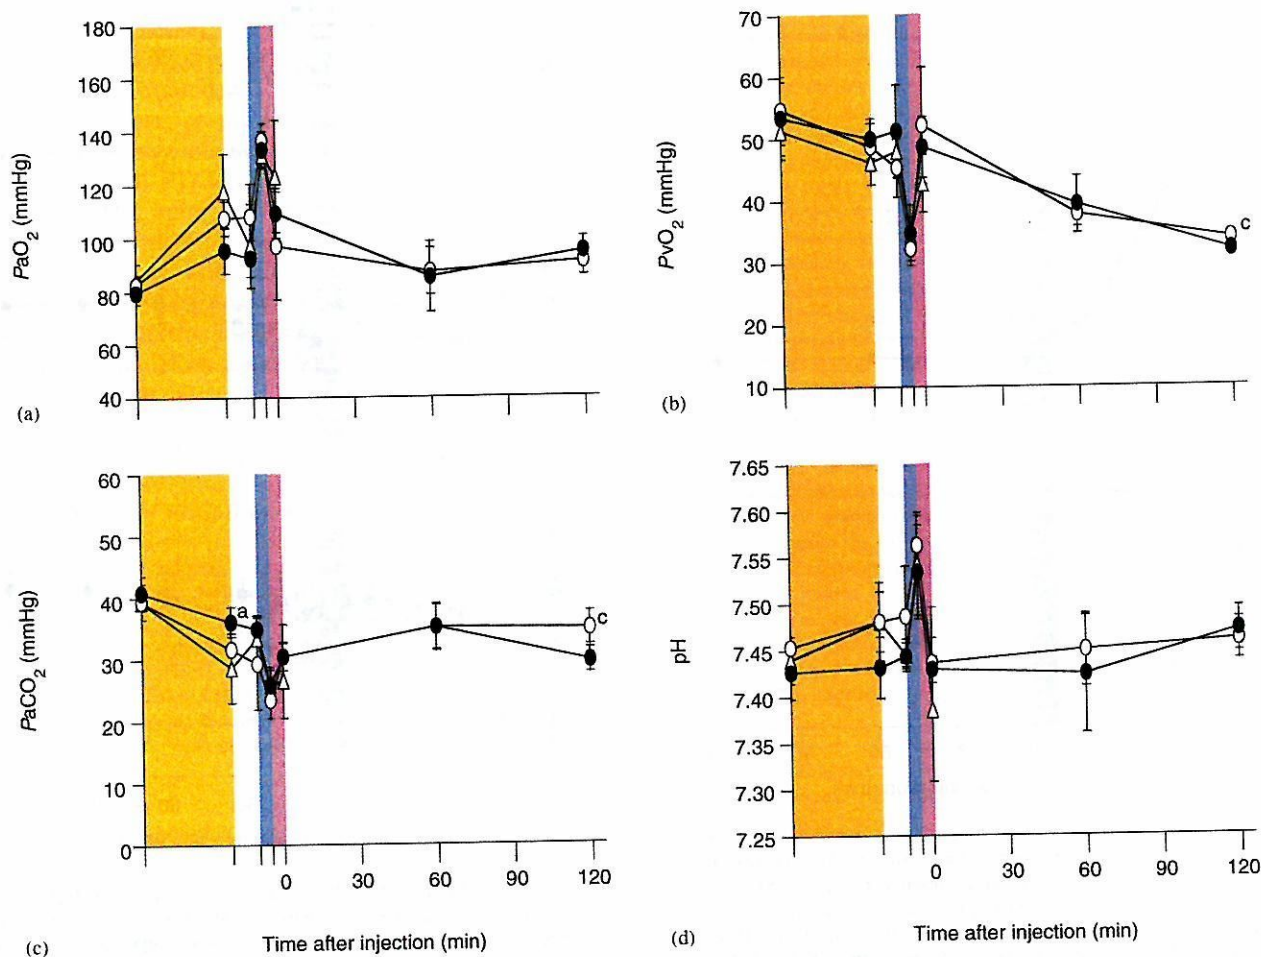 180
160
140
120
100
80
60
40
PaO2 (mmHg)
(a)
70
60
50
40
30
20
10
PvO2 (mmHg)
c
(b)
60
50
40
30
20
10
0
PaCO2 (mmHg)
a
c
0 60 90 120
Time after injection (min)
(c)
7.65
7.60
7.55
7.50
7.45
7.40
7.35
7.30
7.25
pH
0 30 60 90 120
Time after injection (min)
(d)